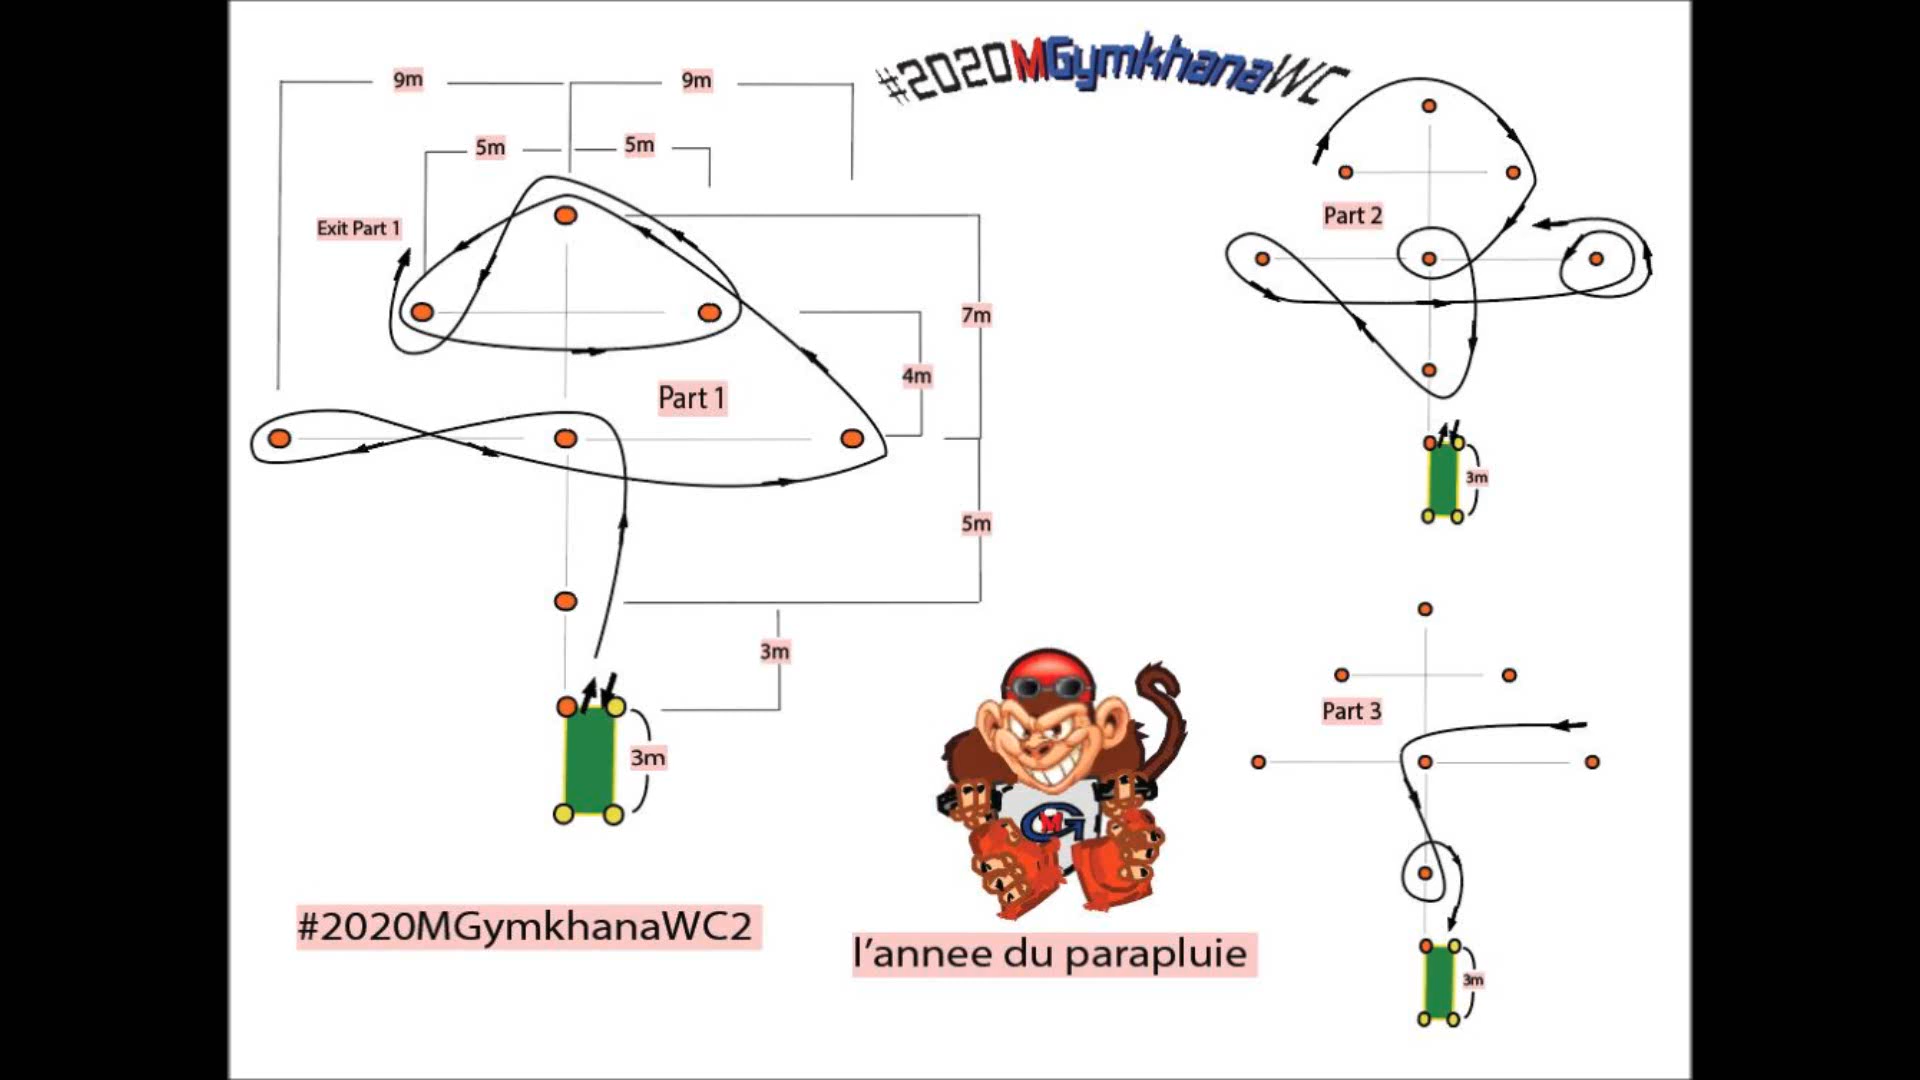 #2020MGymkhanaWC
9m
9m
5m
5m
Exit Part 1
Part 2
7m
4m
Part 1
3m
5m
3m
3m
Part 3
MG
#2020MGymkhanaWC2
l'annee du parapluie
3m